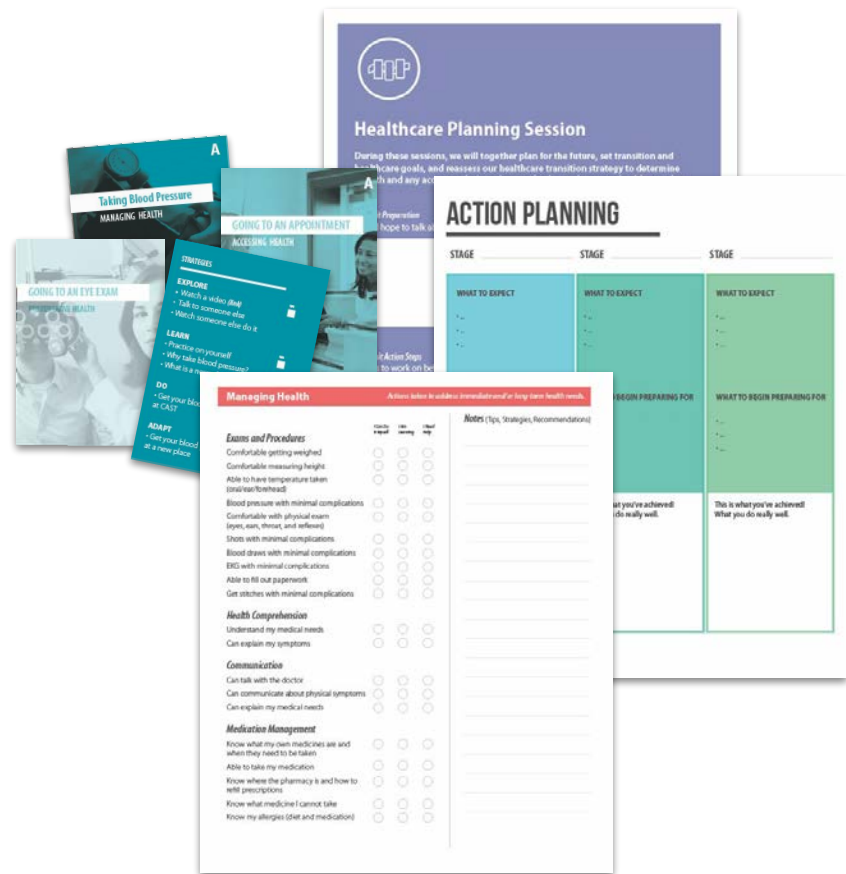 Healthcare Planning Session
During these sessions, we will together plan for the future, set transition and
healthcare goals, and reassess our healthcare transition strategy to determine
Preparation
hope to talk
Action Steps
to work on
A
Taking Blood Pressure
MANAGING HEALTH
A
GOING TO AN APPOINTMENT
ACCESSING HEALTH
GOING TO AN EYE EXAM
HEALTH
STRATEGIES
EXPLORE
• Watch a video (link)
• Talk to someone else
• Watch someone else do it
LEARN
• Practice on yourself
• Why take blood pressure?
• What is a
DO
• Get your
at CAST
ADAPT
• Get your blood
at a new place
ACTION PLANNING
STAGE
STAGE
STAGE
WHAT TO EXPECT
WHAT TO EXPECT
WHAT TO EXPECT
• ...
• ...
• ...
• ...
• ...
• ...
• ...
• ...
• ...
BEGIN PREPARING FOR
WHAT TO BEGIN PREPARING FOR
• ...
• ...
• ...
you've achieved!
do really well.
This is what you've achieved!
What you do really well.
Managing Health
Actions taken to address immediate and/or long-term health needs.
Notes (Tips, Strategies, Recommendations)
Exams and Procedures
Comfortable getting weighed
Comfortable measuring height
Able to have temperature taken
(oral/ear/forehead)
Blood pressure with minimal complications
Comfortable with physical exam
(eyes, ears, throat, and reflexes)
Shots with minimal complications
Blood draws with minimal complications
EKG with minimal complications
Able to fill out paperwork
Get stitches with minimal complications
Health Comprehension
Understand my medical needs
Can explain my symptoms
Communication
Can talk with the doctor
Can communicate about physical symptoms
Can explain my medical needs
Medication Management
Know what my own medicines are and
when they need to be taken
Able to take my medication
Know where the pharmacy is and how to
refill prescriptions
Know what medicine I cannot take
Know my allergies (diet and medication)